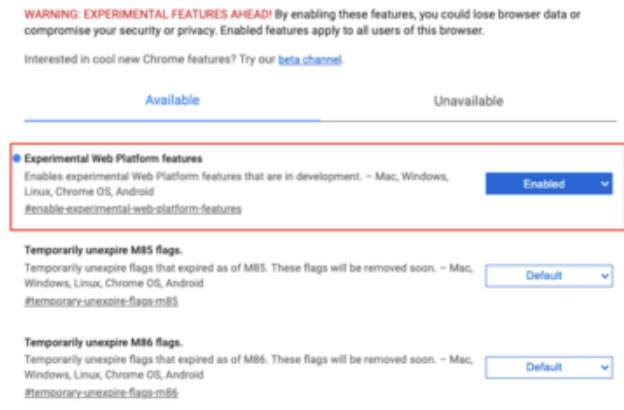 WARNING: EXPERIMENTAL FEATURES AHEAD! By enabling these features, you could lose browser data or
compromise your security or privacy. Enabled features apply to all users of this browser.
Interested in cool new Chrome features? Try our beta channel.
Available
Unavailable
Experimental Web Platform features
Enables experimental Web Platform features that are in development. – Mac, Windows,
Linux, Chrome OS, Android
#enable-experimental-web-platform-features
Enabled
Temporarily unexpire M85 flags.
Temporarily unexpire flags that expired as of M85. These flags will be removed soon. – Mac,
Windows, Linux, Chrome OS, Android
#temporary-unexpire-flags-m85
Default
Temporarily unexpire M86 flags.
Temporarily unexpire flags that expired as of M86. These flags will be removed soon. – Mac,
Windows, Linux, Chrome OS, Android
#temporary-unexpire-flags-m86
Default